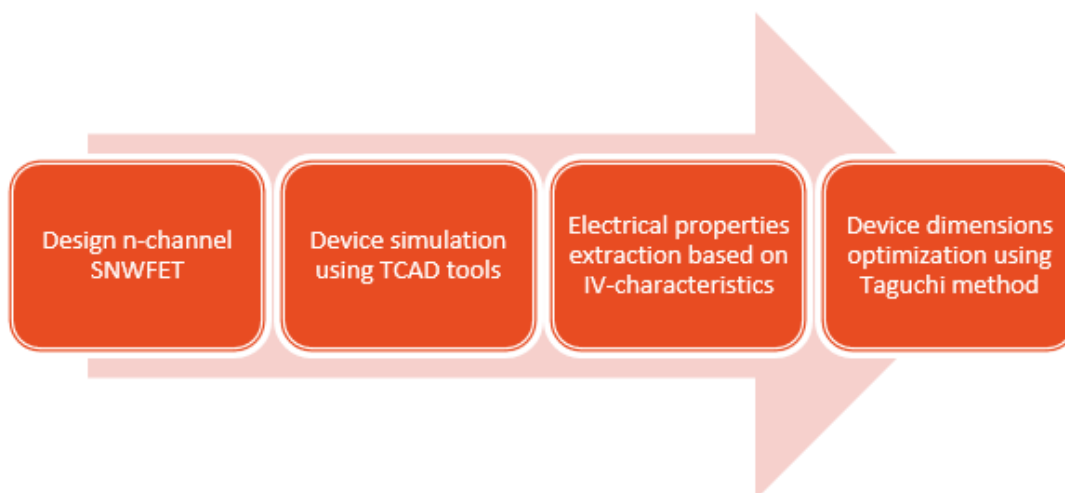 Design n-channel
SNWFET
Device simulation
using TCAD tools
Electrical properties
extraction based on
IV-characteristics
Device dimensions
optimization using
Taguchi method